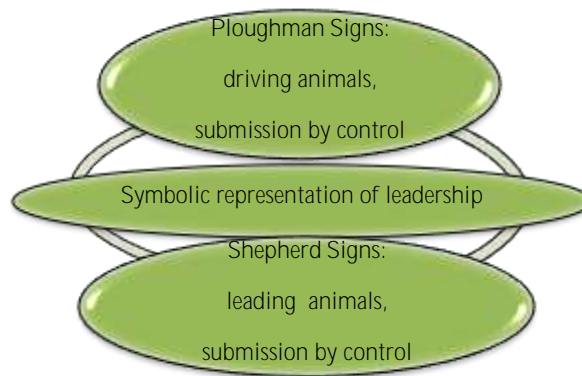 Ploughman Signs:
driving animals,
submission by control
Symbolic representation of leadership
Shepherd Signs:
leading animals,
submission by control